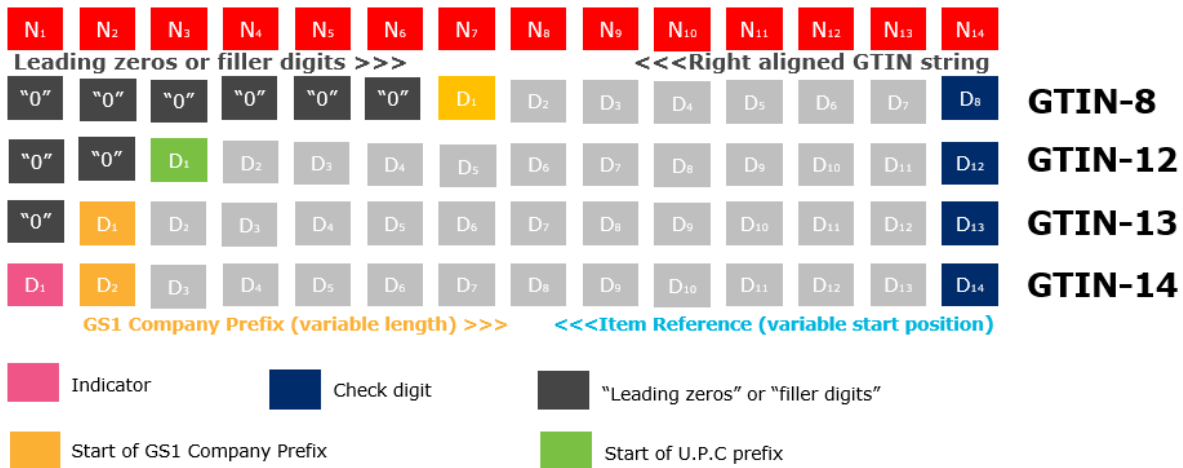 N₁ N₂ N₃ N₄ N₅ N₆ N₇ N₈ N₉ N₁₀ N₁₁ N₁₂ N₁₃ N₁₄
Leading zeros or filler digits >>> <<<Right aligned GTIN string
“0” “0” “0” “0” “0” “0” D₁ D₂ D₃ D₄ D₅ D₆ D₇ D₈ GTIN-8
“0” “0” D₁ D₂ D₃ D₄ D₅ D₆ D₇ D₈ D₉ D₁₀ D₁₁ D₁₂ GTIN-12
“0” D₁ D₂ D₃ D₄ D₅ D₆ D₇ D₈ D₉ D₁₀ D₁₁ D₁₂ D₁₃ GTIN-13
D₁ D₂ D₃ D₄ D₅ D₆ D₇ D₈ D₉ D₁₀ D₁₁ D₁₂ D₁₃ D₁₄ GTIN-14
GS1 Company Prefix (variable length) >>> <<<Item Reference (variable start position)
Indicator Check digit “Leading zeros” or “filler digits”
Start of GS1 Company Prefix Start of U.P.C prefix